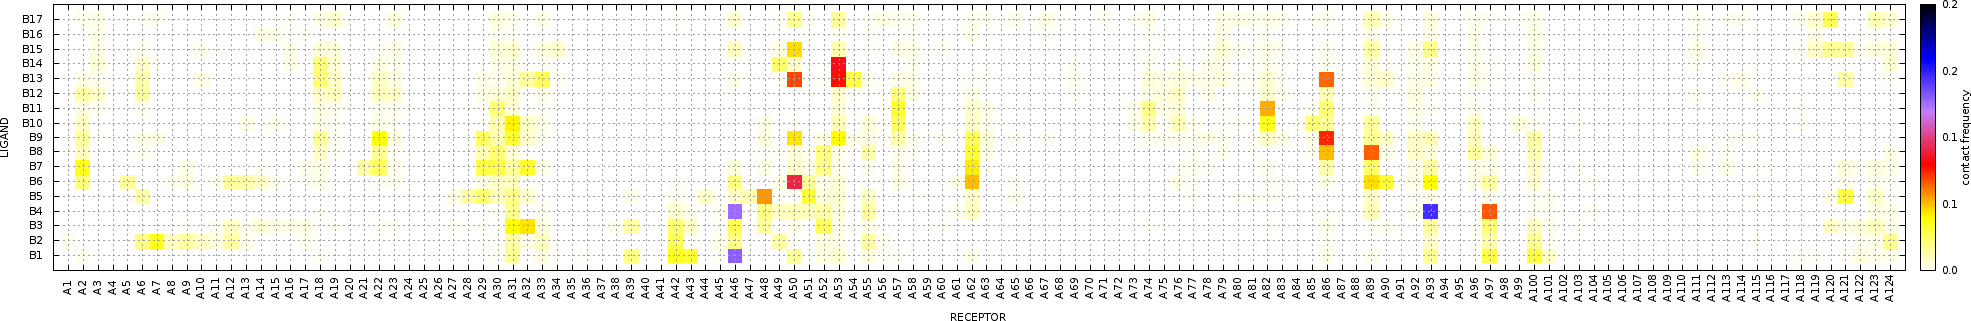 B17
B16
B15
B14
B13
B12
B11
B10
B9
B8
B7
B6
B5
B4
B3
B2
B1
LIGAND
A1 A2 A3 A4 A5 A6 A7 A8 A9 A10 A11 A12 A13 A14 A15 A16 A17 A18 A19 A20 A21 A22 A23 A24 A25 A26 A27 A28 A29 A30 A31 A32 A33 A34 A35 A36 A37 A38 A39 A40 A41 A42 A43 A44 A45 A46 A47 A48 A49 A50 A51 A52 A53 A54 A55 A56 A57 A58 A59 A60 A61 A62 A63 A64 A65 A66 A67 A68 A69 A70 A71 A72 A73 A74 A75 A76 A77 A78 A79 A80 A81 A82 A83 A84 A85 A86 A87 A88 A89 A90 A91 A92 A93 A94 A95 A96 A97 A98 A99 A100 A101 A102 A103 A104 A105 A106 A107 A108 A109 A110 A111 A112 A113 A114 A115 A116 A117 A118 A119 A120 A121 A122 A123 A124
RECEPTOR
0.2
0.2
0.1
0.1
0.1
0.0
contact frequency